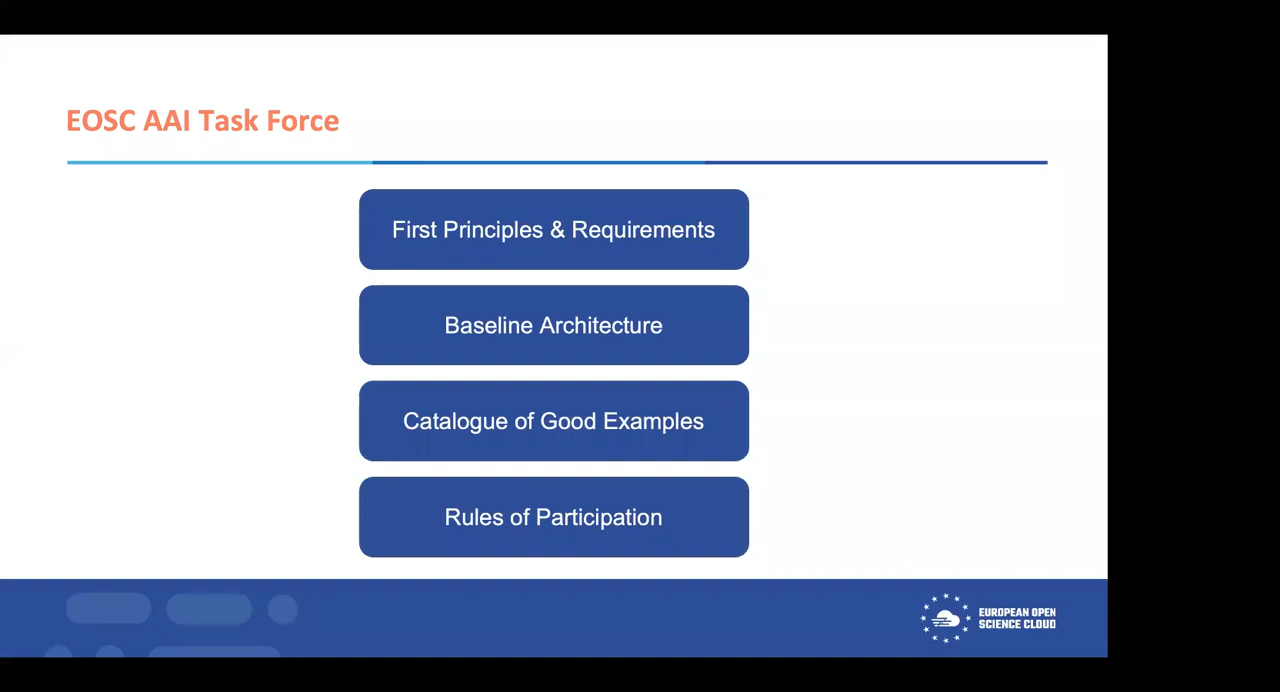 EOSC AAI Task Force
First Principles & Requirements
Baseline Architecture
Catalogue of Good Examples
Rules of Participation
EUROPEAN OPEN
SCIENCE CLOUD